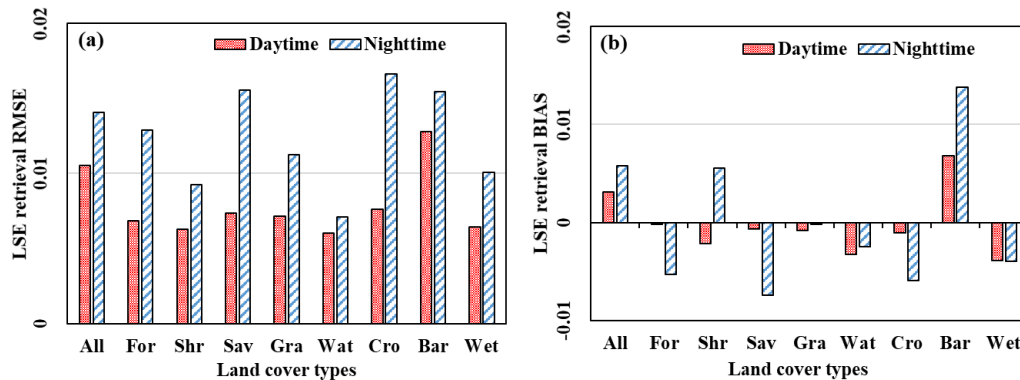 (a)
Daytime Nighttime
LSE retrieval RMSE
0.02
0.01
0
All For Shr Sav Gra Wat Cro Bar Wet
Land cover types
(b)
Daytime Nighttime
LSE retrieval BIAS
0.02
0.01
0
-0.01
All For Shr Sav Gra Wat Cro Bar Wet
Land cover types